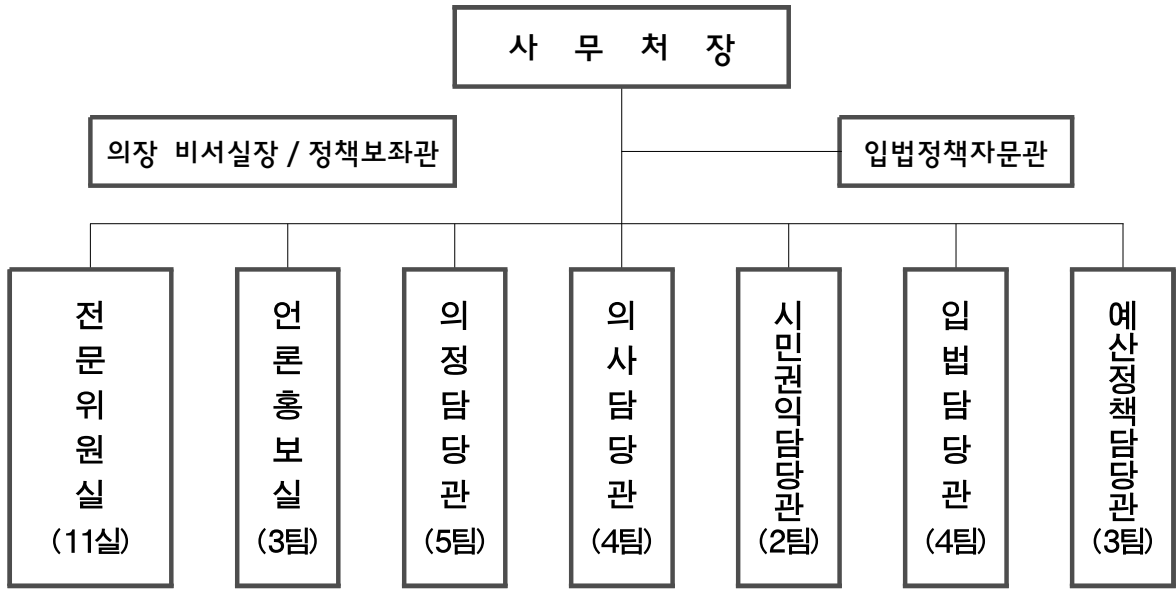 사 무 처 장
의장 비서실장 / 정책보좌관
입법정책자문관
전문위원실
(11실)
언론홍보실
(3팀)
의정담당관
(5팀)
의사담당관
(4팀)
시민권익담당관
(2팀)
입법담당관
(4팀)
예산정책담당관
(3팀)